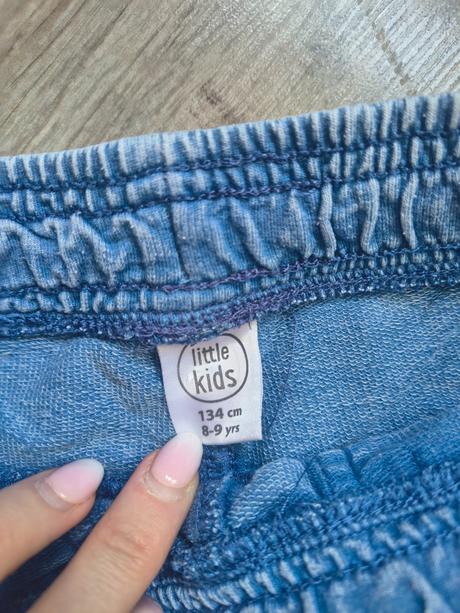 little
kids
134 cm
8-9 yrs